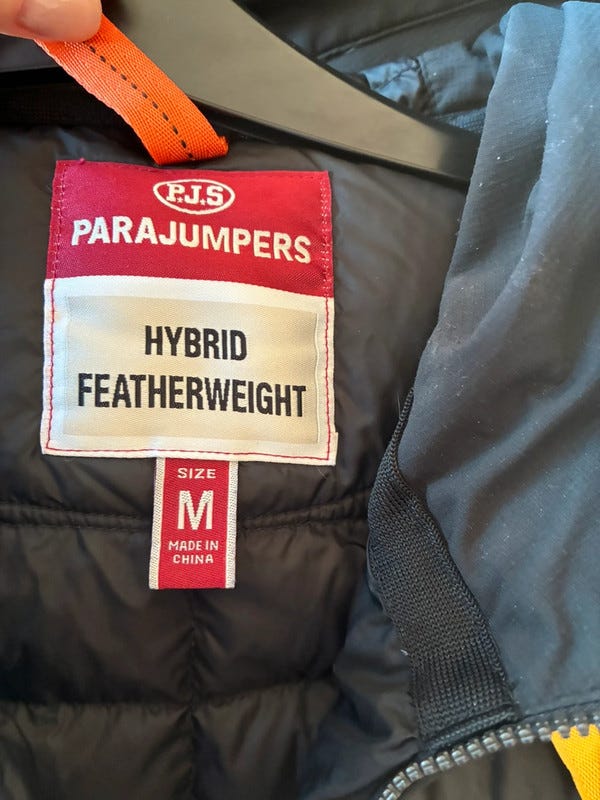 P.J.S
PARAJUMPERS
HYBRID
FEATHERWEIGHT
SIZE
M
MADE IN
CHINA